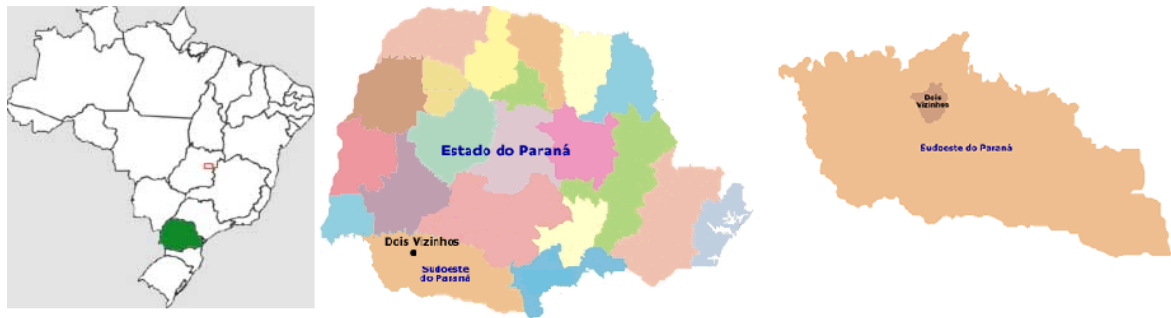 Estado do Paraná
Dois Vizinhos
Sudoeste
do Paraná
Dois
Vizinhos
Sudoeste do Paraná